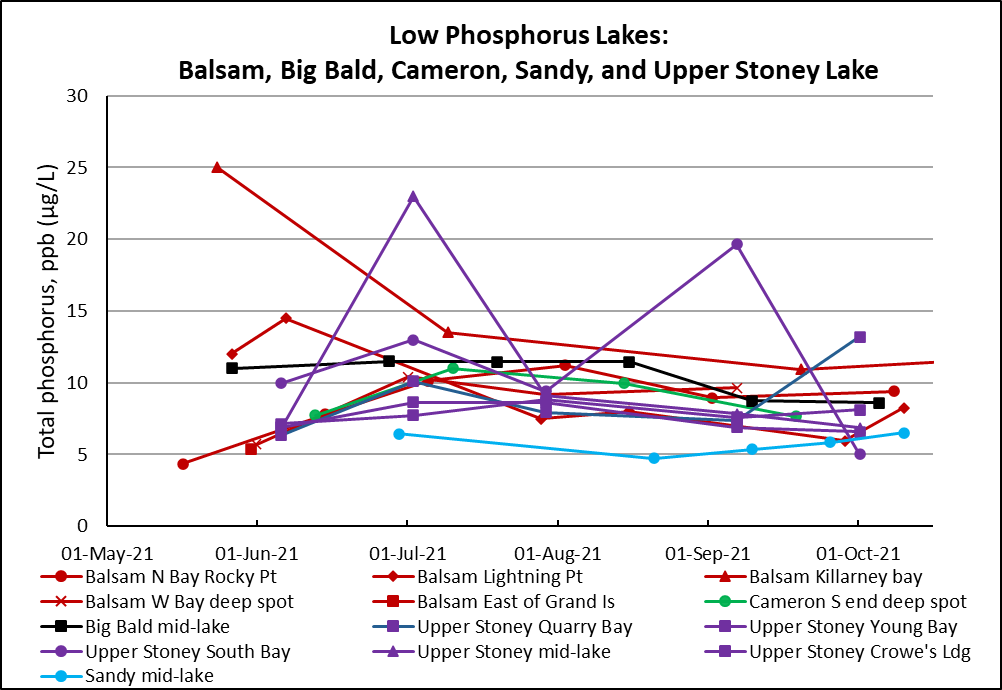 Low Phosphorus Lakes:
Balsam, Big Bald, Cameron, Sandy, and Upper Stoney Lake
Total phosphorus, ppb (µg/L)
30
25
20
15
10
5
0
01-May-21 01-Jun-21 01-Jul-21 01-Aug-21 01-Sep-21 01-Oct-21
Balsam N Bay Rocky Pt Balsam Lightning Pt Balsam Killarney bay
Balsam W Bay deep spot Balsam East of Grand Is Cameron S end deep spot
Big Bald mid-lake Upper Stoney Quarry Bay Upper Stoney Young Bay
Upper Stoney South Bay Upper Stoney mid-lake Upper Stoney Crowe's Ldg
Sandy mid-lake